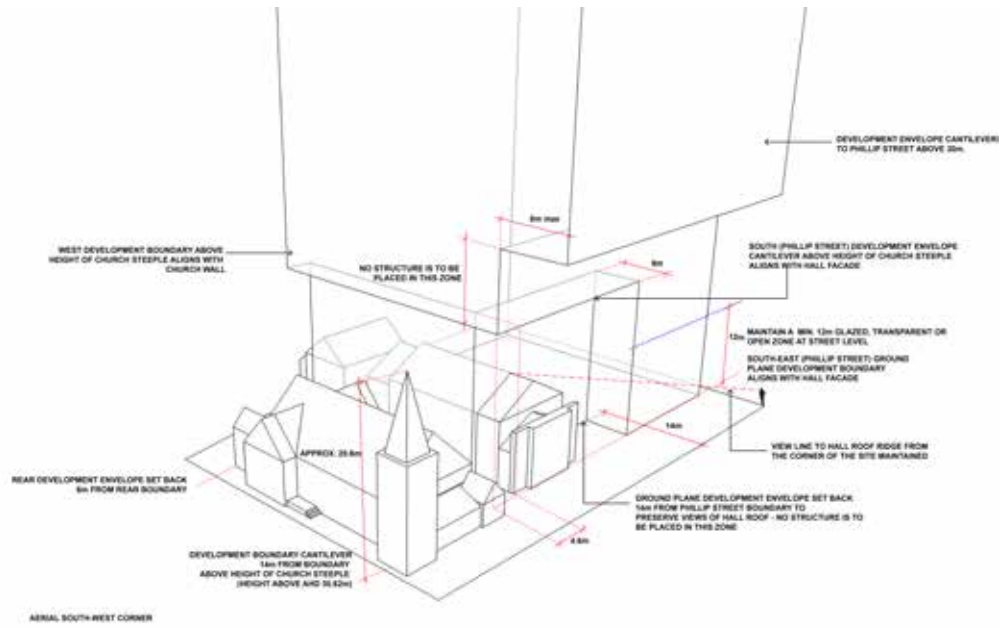 DEVELOPMENT ENVELOPE CANTILEVER
TO PHILLIP STREET ABOVE
8m max
WEST DEVELOPMENT BOUNDARY ABOVE
HEIGHT OF CHURCH STEEPLE ALIGNS WITH
CHURCH WALL
NO STRUCTURE IS TO BE
PLACED IN THIS ZONE
SOUTH (PHILLIP STREET) DEVELOPMENT ENVELOPE
CANTILEVER ABOVE HEIGHT OF CHURCH STEEPLE
ALIGNS WITH HALL FACADE
12m
MAINTAIN A MIN. 12m GLAZED, TRANSPARENT OR
OPEN ZONE AT STREET LEVEL
SOUTH-EAST (PHILLIP STREET) GROUND
PLANE DEVELOPMENT BOUNDARY
ALIGNS WITH HALL FACADE
14m
VIEW LINE TO HALL ROOF RIDGE FROM
THE CORNER OF THE SITE MAINTAINED
APPROX.
REAR DEVELOPMENT ENVELOPE SET BACK
6m FROM REAR BOUNDARY
GROUND PLANE DEVELOPMENT ENVELOPE SET BACK
14m FROM PHILLIP STREET BOUNDARY TO
PRESERVE VIEWS OF HALL ROOF - NO STRUCTURE IS TO
BE PLACED IN THIS ZONE
4.6m
DEVELOPMENT BOUNDARY CANTILEVER
14m FROM BOUNDARY
ABOVE HEIGHT OF CHURCH STEEPLE
(HEIGHT ABOVE AHD
AERIAL SOUTH-WEST CORNER